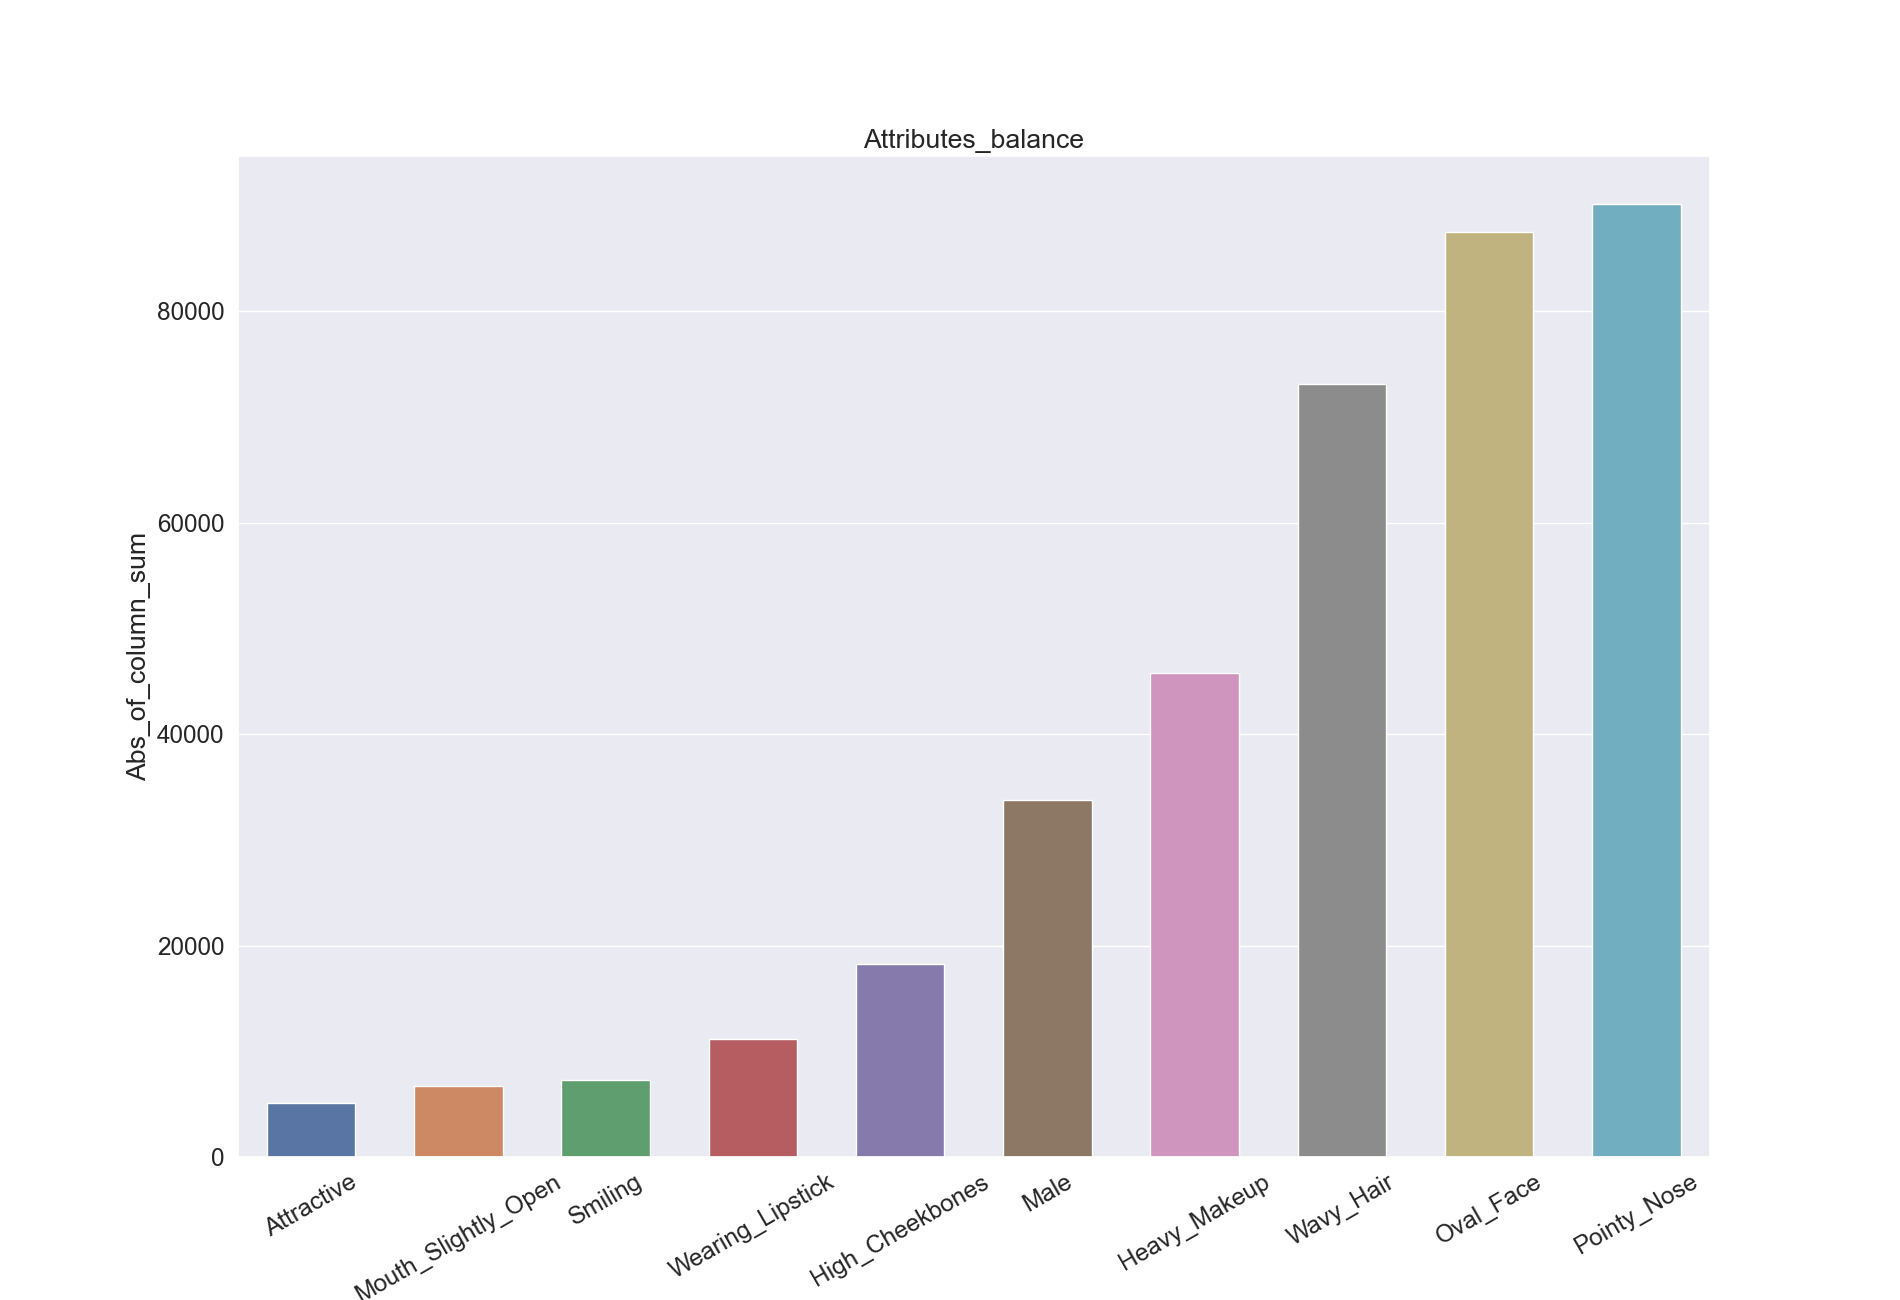 Attributes_balance
Abs_of_column_sum
80000
60000
40000
20000
0
Attractive
Mouth_Slightly_Open
Smiling
Wearing_Lipstick
High_Cheekbones
Male
Heavy_Makeup
Wavy_Hair
Oval_Face
Pointy_Nose